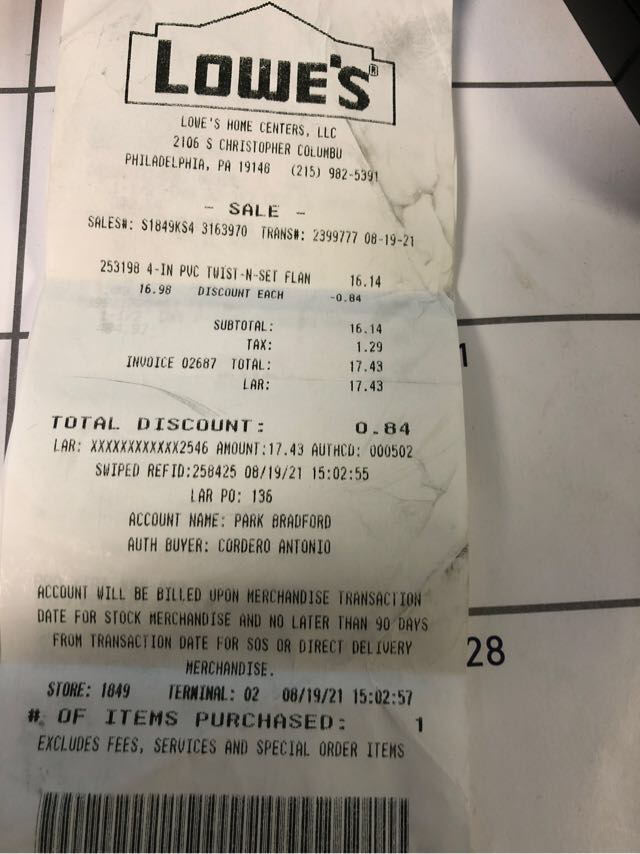 LOWE'S®
LOWE'S HOME CENTERS, LLC
2106 S CHRISTOPHER COLUMBU
PHILADELPHIA, PA 19146 (215) 982-5391
- SALE -
SALES#: S1849KS4 3163970 TRANS#: 2399777 08-19-21
253198 4-IN PVC TWIST-N-SET FLAN 16.14
16.98 DISCOUNT EACH -0.84
SUBTOTAL: 16.14
TAX: 1.29
INVOICE 02687 TOTAL: 17.43
LAR: 17.43
TOTAL DISCOUNT: 0.84
LAR: XXXXXXXXXXXX2546 AMOUNT:17.43 AUTHCD: 000502
SWIPED REFID:258425 08/19/21 15:02:55
LAR PO: 136
ACCOUNT NAME: PARK BRADFORD
AUTH BUYER: CORDERO ANTONIO
ACCOUNT WILL BE BILLED UPON MERCHANDISE TRANSACTION
DATE FOR STOCK MERCHANDISE AND NO LATER THAN 90 DAYS
FROM TRANSACTION DATE FOR SOS OR DIRECT DELIVERY
MERCHANDISE.
STORE: 1849 TERMINAL: 02 08/19/21 15:02:57
# OF ITEMS PURCHASED: 1
EXCLUDES FEES, SERVICES AND SPECIAL ORDER ITEMS
28